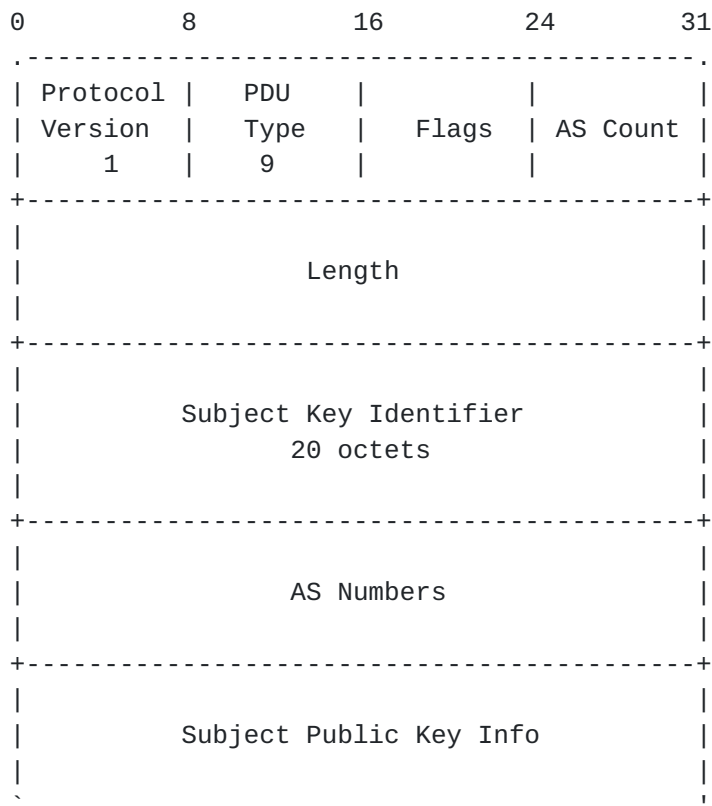 0          8          16         24        31
.-------------------------------------------.
| Protocol |   PDU    |          |          |
| Version  |   Type   |   Flags  | AS Count |
|    1     |    9     |          |          |
+-------------------------------------------+
|                                           |
|                  Length                   |
|                                           |
+-------------------------------------------+
|                                           |
|          Subject Key Identifier           |
|                 20 octets                 |
|                                           |
+-------------------------------------------+
|                                           |
|                 AS Numbers                |
|                                           |
+-------------------------------------------+
|                                           |
|          Subject Public Key Info          |
|                                           |